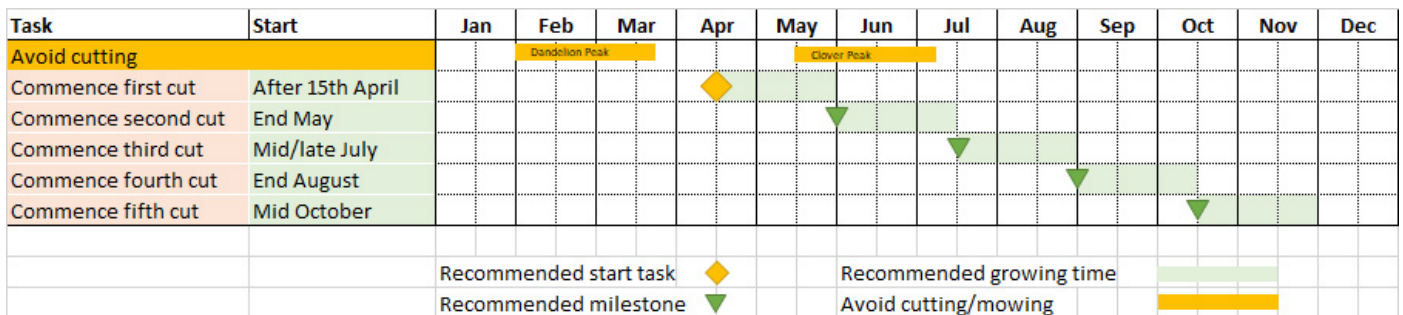 Task Start Jan Feb Mar Apr May Jun Jul Aug Sep Oct Nov Dec
Avoid cutting Dandelion Peak Clover Peak
Commence first cut After 15th April
Commence second cut End May
Commence third cut Mid/late July
Commence fourth cut End August
Commence fifth cut Mid October
Recommended start task Recommended growing time
Recommended milestone Avoid cutting/mowing